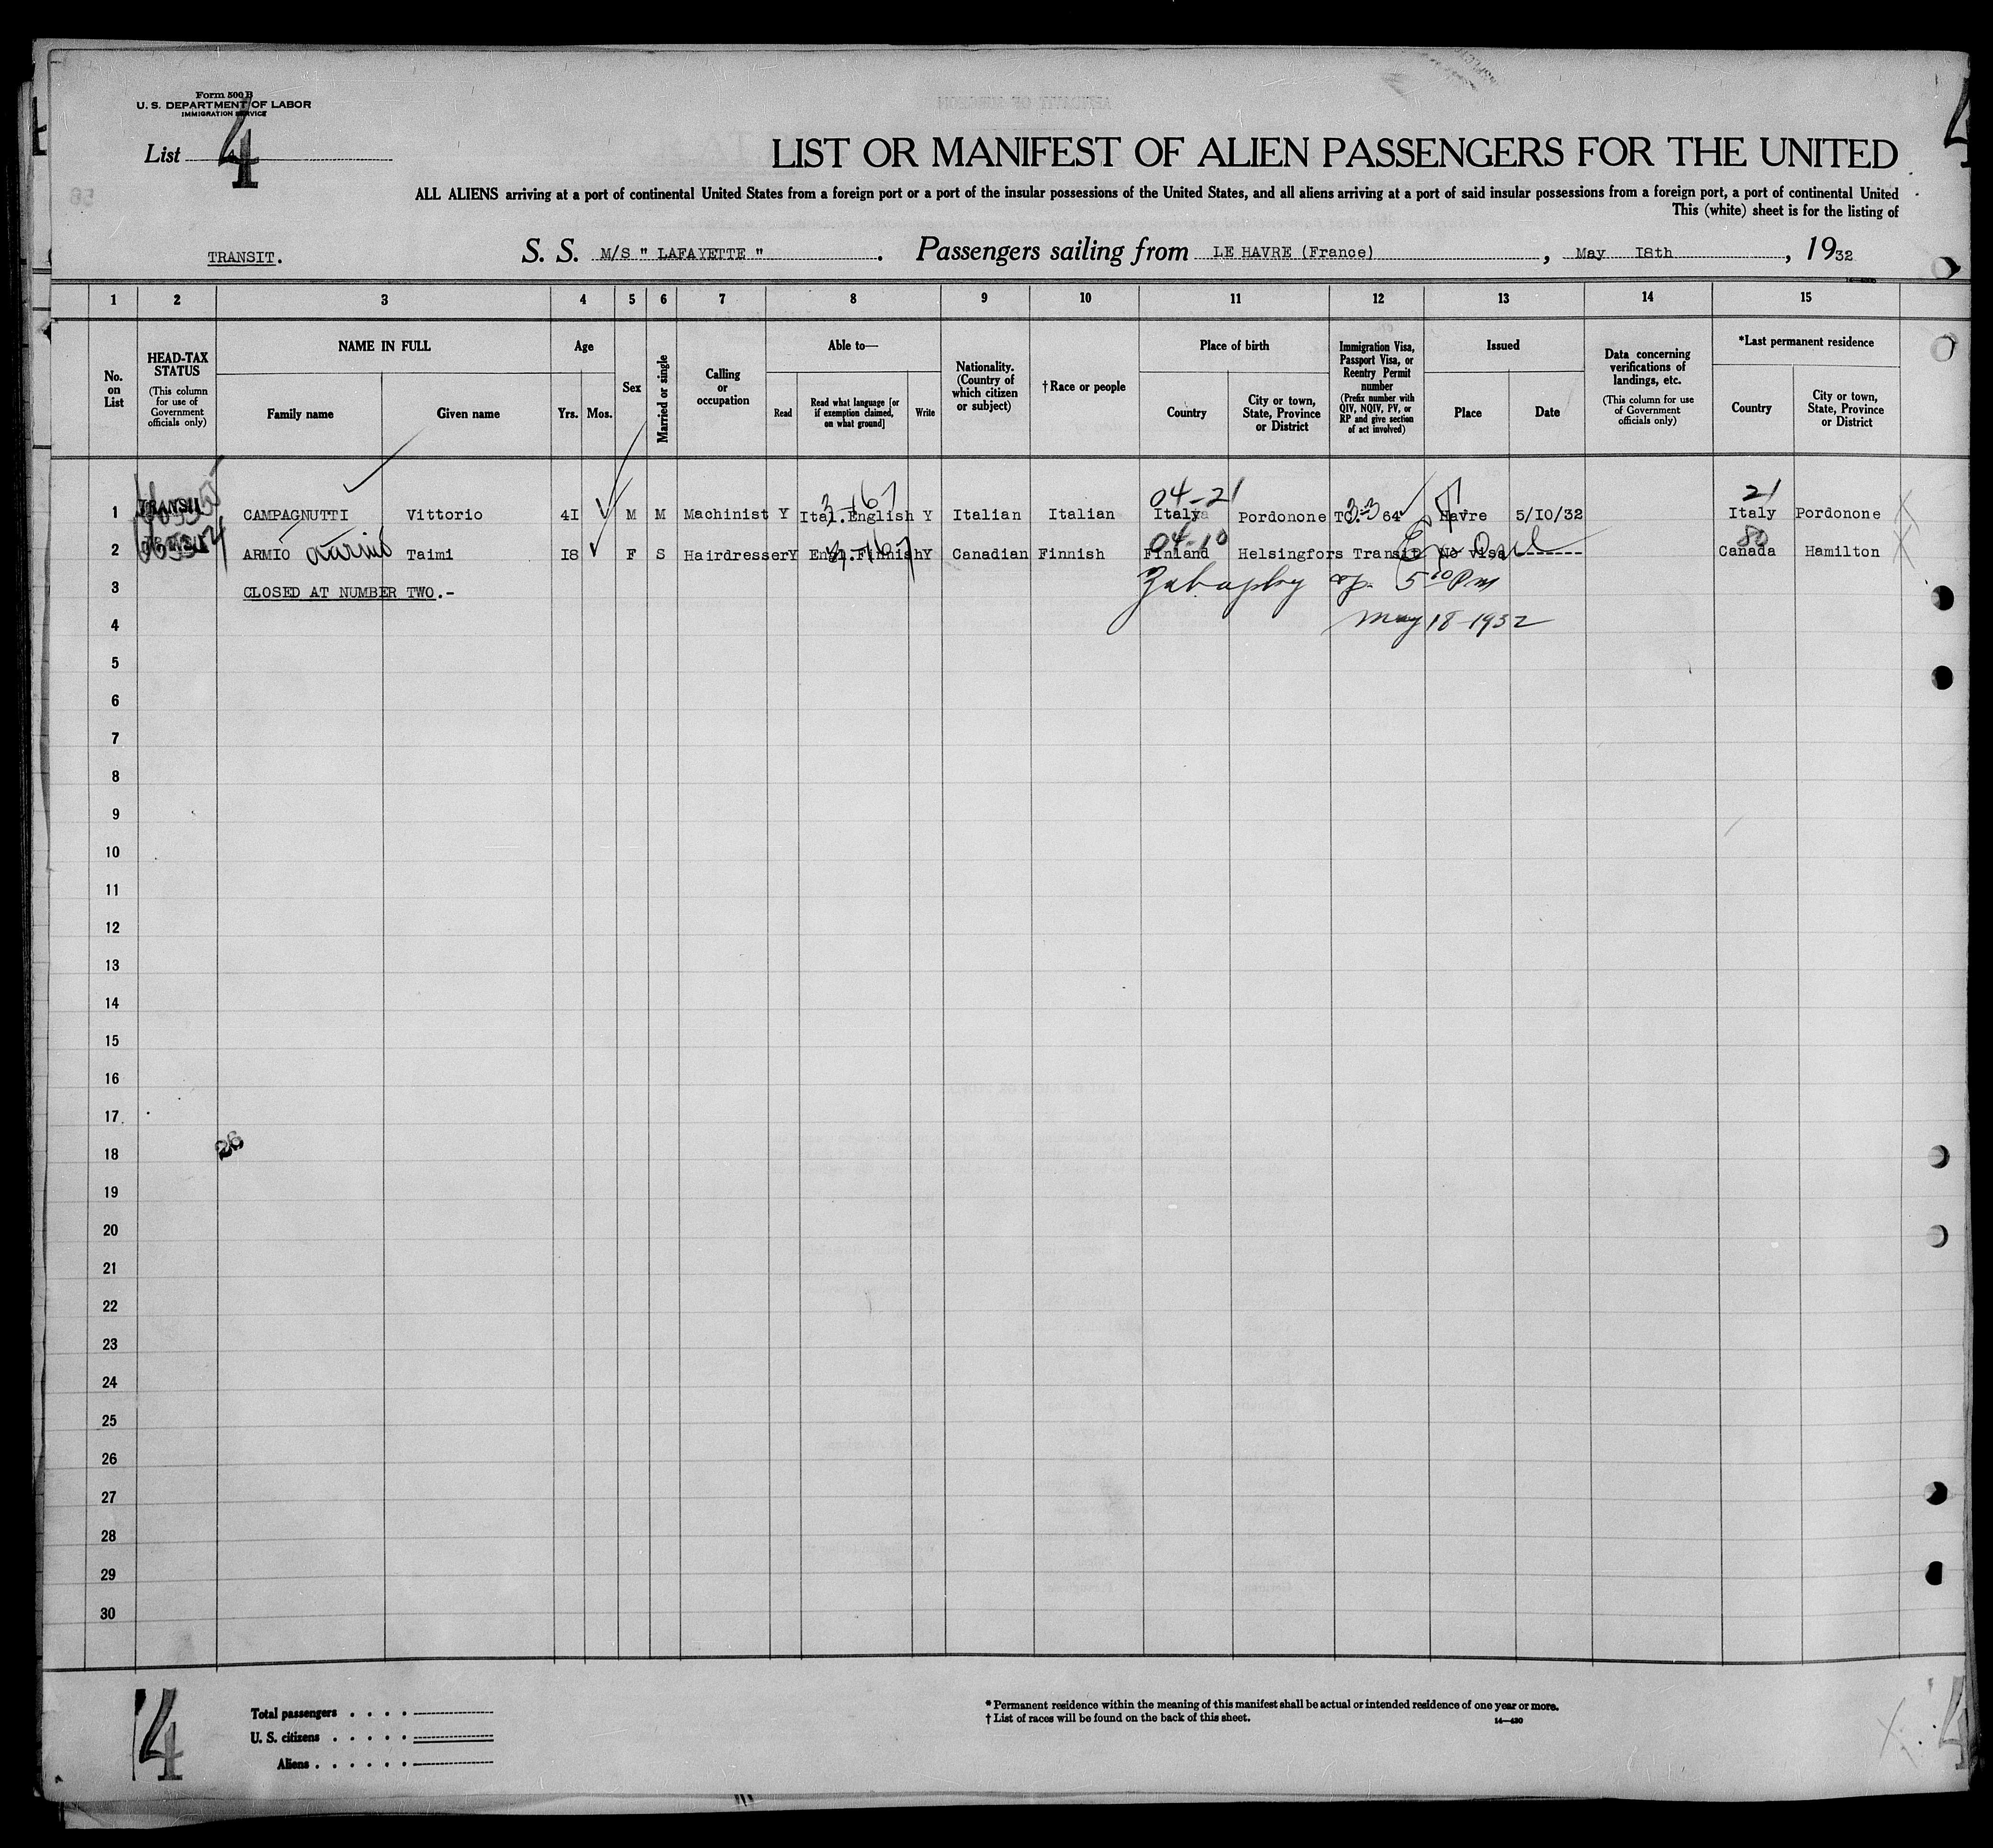 Form 500 B
U. S. DEPARTMENT OF LABOR
IMMIGRATION SERVICE
List 4
LIST OR MANIFEST OF ALIEN PASSENGERS FOR THE UNITED
ALL ALIENS arriving at a port of continental United States from a foreign port or a port of the insular possessions of the United States, and all aliens arriving at a port of said insular possessions from a foreign port, a port of continental United
This (white) sheet is for the listing of
TRANSIT. S. S. M/S " LAFAYETTE " . Passengers sailing from LE HAVRE (France) , May I8th , 1932
1 2 3 4 5 6 7 8 9 10 11 12 13 14 15
No. on List
HEAD-TAX STATUS
(This column for use of Government officials only)
NAME IN FULL
Family name Given name
Age
Yrs. Mos.
Sex
Married or single
Calling or occupation
Able to—
Read
Read what language [or if exemption claimed, on what ground]
Write
Nationality. (Country of which citizen or subject)
† Race or people
Place of birth
Country
City or town, State, Province or District
Immigration Visa, Passport Visa, or Reentry Permit number
(Prefix number with QIV, NQIV, PV, or RP and give section of act involved)
Issued
Place Date
Data concerning verifications of landings, etc.
(This column for use of Government officials only)
*Last permanent residence
Country
City or town, State, Province or District
04-21 21
1 TRANSIT CAMPAGNUTTI Vittorio 4I M M Machinist Y Ital.English Y Italian Italian Italy Pordonone 64 Havre 5/I0/32 Italy Pordonone
04-10 80
2 ARMIO Taimi I8 F S Hairdresser Y Engl.Finnish Y Canadian Finnish Finland Helsingfors Transit No Visa ------- Canada Hamilton
3 CLOSED AT NUMBER TWO.- 5 P m
4 May 18-1932
5
6
7
8
9
10
11
12
13
14
15
16
17
18 26
19
20
21
22
23
24
25
26
27
28
29
30
4
Total passengers . . . .
U. S. citizens . . . . .
Aliens . . . . . .
* Permanent residence within the meaning of this manifest shall be actual or intended residence of one year or more.
† List of races will be found on the back of this sheet.
14—430
4